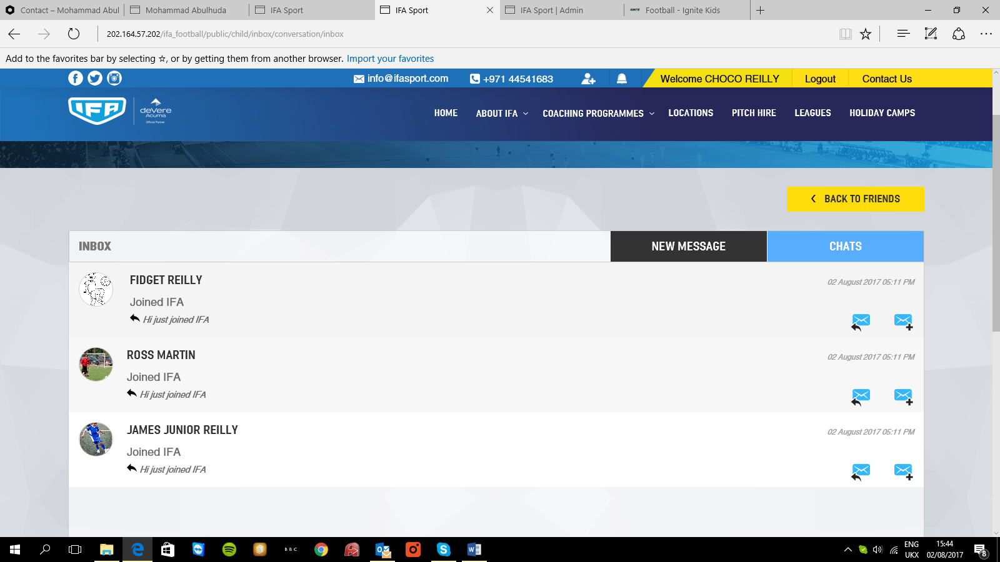 Contact – Mohammad Abul
Mohammad Abulhuda
IFA Sport
IFA Sport
IFA Sport | Admin
IGNITE
Football - Ignite Kids
202.164.57.202/ifa_football/public/child/inbox/conversation/inbox
Add to the favorites bar by selecting ☆, or by getting them from another browser. Import your favorites
info@ifasport.com
+971 44541683
Welcome CHOCO REILLY
Logout
Contact Us
IFA
deVere
Acuma
Official Partner
HOME
ABOUT IFA
COACHING PROGRAMMES
LOCATIONS
PITCH HIRE
LEAGUES
HOLIDAY CAMPS
BACK TO FRIENDS
INBOX
NEW MESSAGE
CHATS
FIDGET REILLY
02 August 2017 05:11 PM
Joined IFA
Hi just joined IFA
ROSS MARTIN
02 August 2017 05:11 PM
Joined IFA
Hi just joined IFA
JAMES JUNIOR REILLY
02 August 2017 05:11 PM
Joined IFA
Hi just joined IFA
BBC
ENG
UKX
15:44
02/08/2017
8